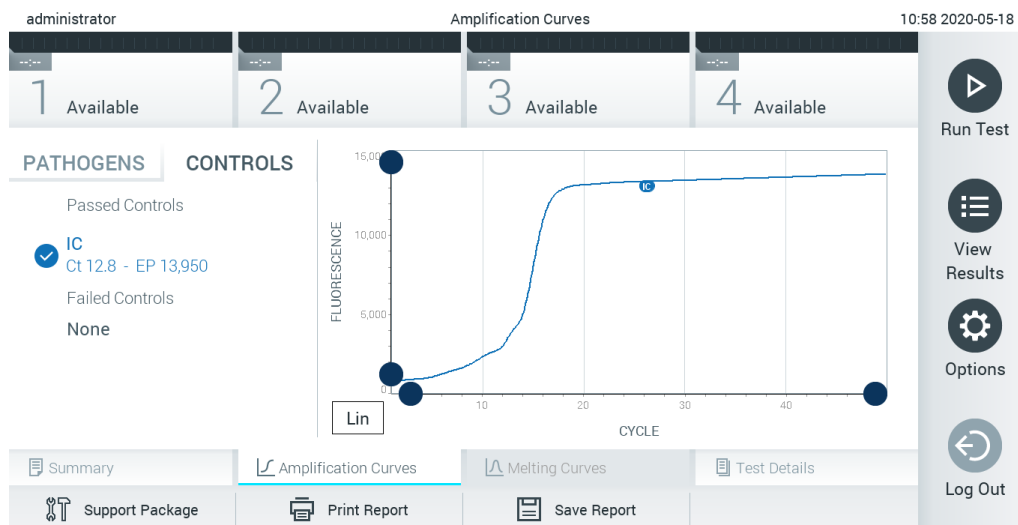 administrator
Amplification Curves
10:58 2020-05-18
--:--
--:--
--:--
--:--
1 Available
2 Available
3 Available
4 Available
Run Test
PATHOGENS
CONTROLS
Passed Controls
IC
Ct 12.8 - EP 13,950
Failed Controls
None
FLUORESCENCE
15,00
10,000
5,000
0
IC
10
20
30
40
CYCLE
Lin
View
Results
Options
Log Out
Summary
Amplification Curves
Melting Curves
Test Details
Support Package
Print Report
Save Report